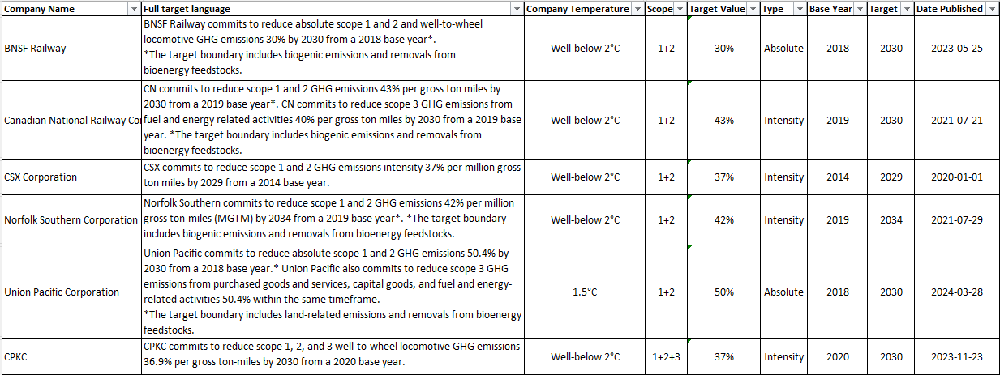 Company Name Full target language Company Temperature Scope Target Value Type Base Year Target Date Published
BNSF Railway commits to reduce absolute scope 1 and 2 and well-to-wheel
locomotive GHG emissions 30% by 2030 from a 2018 base year*.
BNSF Railway Well-below 2°C 1+2 30% Absolute 2018 2030 2023-05-25
*The target boundary includes biogenic emissions and removals from
bioenergy feedstocks.
CN commits to reduce scope 1 and 2 GHG emissions 43% per gross ton miles by
2030 from a 2019 base year*. CN commits to reduce scope 3 GHG emissions from
Canadian National Railway Co fuel and energy related activities 40% per gross ton miles by 2030 from a 2019 base Well-below 2°C 1+2 43% Intensity 2019 2030 2021-07-21
year. *The target boundary includes biogenic emissions and removals from
bioenergy feedstocks.
CSX commits to reduce scope 1 and 2 GHG emissions intensity 37% per million gross
CSX Corporation Well-below 2°C 1+2 37% Intensity 2014 2029 2020-01-01
ton miles by 2029 from a 2014 base year.
Norfolk Southern commits to reduce scope 1 and 2 GHG emissions 42% per million
Norfolk Southern Corporation gross ton-miles (MGTM) by 2034 from a 2019 base year*. *The target boundary Well-below 2°C 1+2 42% Intensity 2019 2034 2021-07-29
includes biogenic emissions and removals from bioenergy feedstocks.
Union Pacific commits to reduce absolute scope 1 and 2 GHG emissions 50.4% by
2030 from a 2018 base year.* Union Pacific also commits to reduce scope 3 GHG
Union Pacific Corporation emissions from purchased goods and services, capital goods, and fuel and energy- 1.5°C 1+2 50% Absolute 2018 2030 2024-03-28
related activities 50.4% within the same timeframe.
*The target boundary includes land-related emissions and removals from bioenergy
feedstocks.
CPKC commits to reduce scope 1, 2, and 3 well-to-wheel locomotive GHG emissions
CPKC Well-below 2°C 1+2+3 37% Intensity 2020 2030 2023-11-23
36.9% per gross ton-miles by 2030 from a 2020 base year.